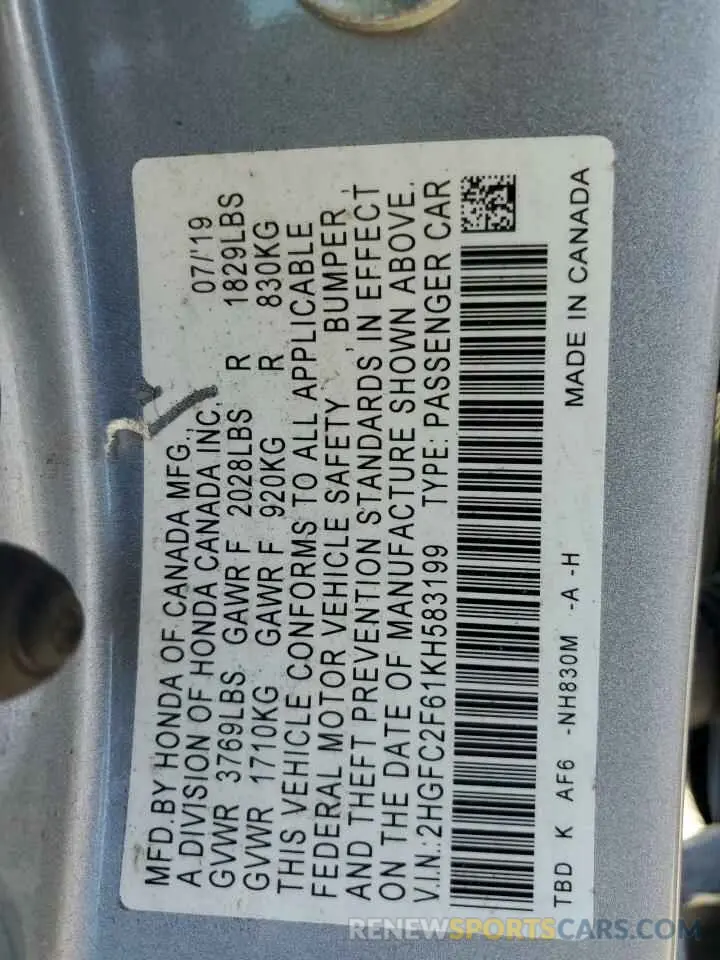 MFD.BY HONDA OF CANADA MFG., 07/'19
A DIVISION OF HONDA CANADA INC.
GVWR 3769LBS GAWR F 2028LBS R 1829LBS
GVWR 1710KG GAWR F 920KG R 830KG
THIS VEHICLE CONFORMS TO ALL APPLICABLE
FEDERAL MOTOR VEHICLE SAFETY, BUMPER,
AND THEFT PREVENTION STANDARDS IN EFFECT
ON THE DATE OF MANUFACTURE SHOWN ABOVE.
V.I.N.:2HGFC2F61KH583199 TYPE: PASSENGER CAR
TBD K AF6 -NH830M -A -H MADE IN CANADA
RENEWSPORTSCARS.COM